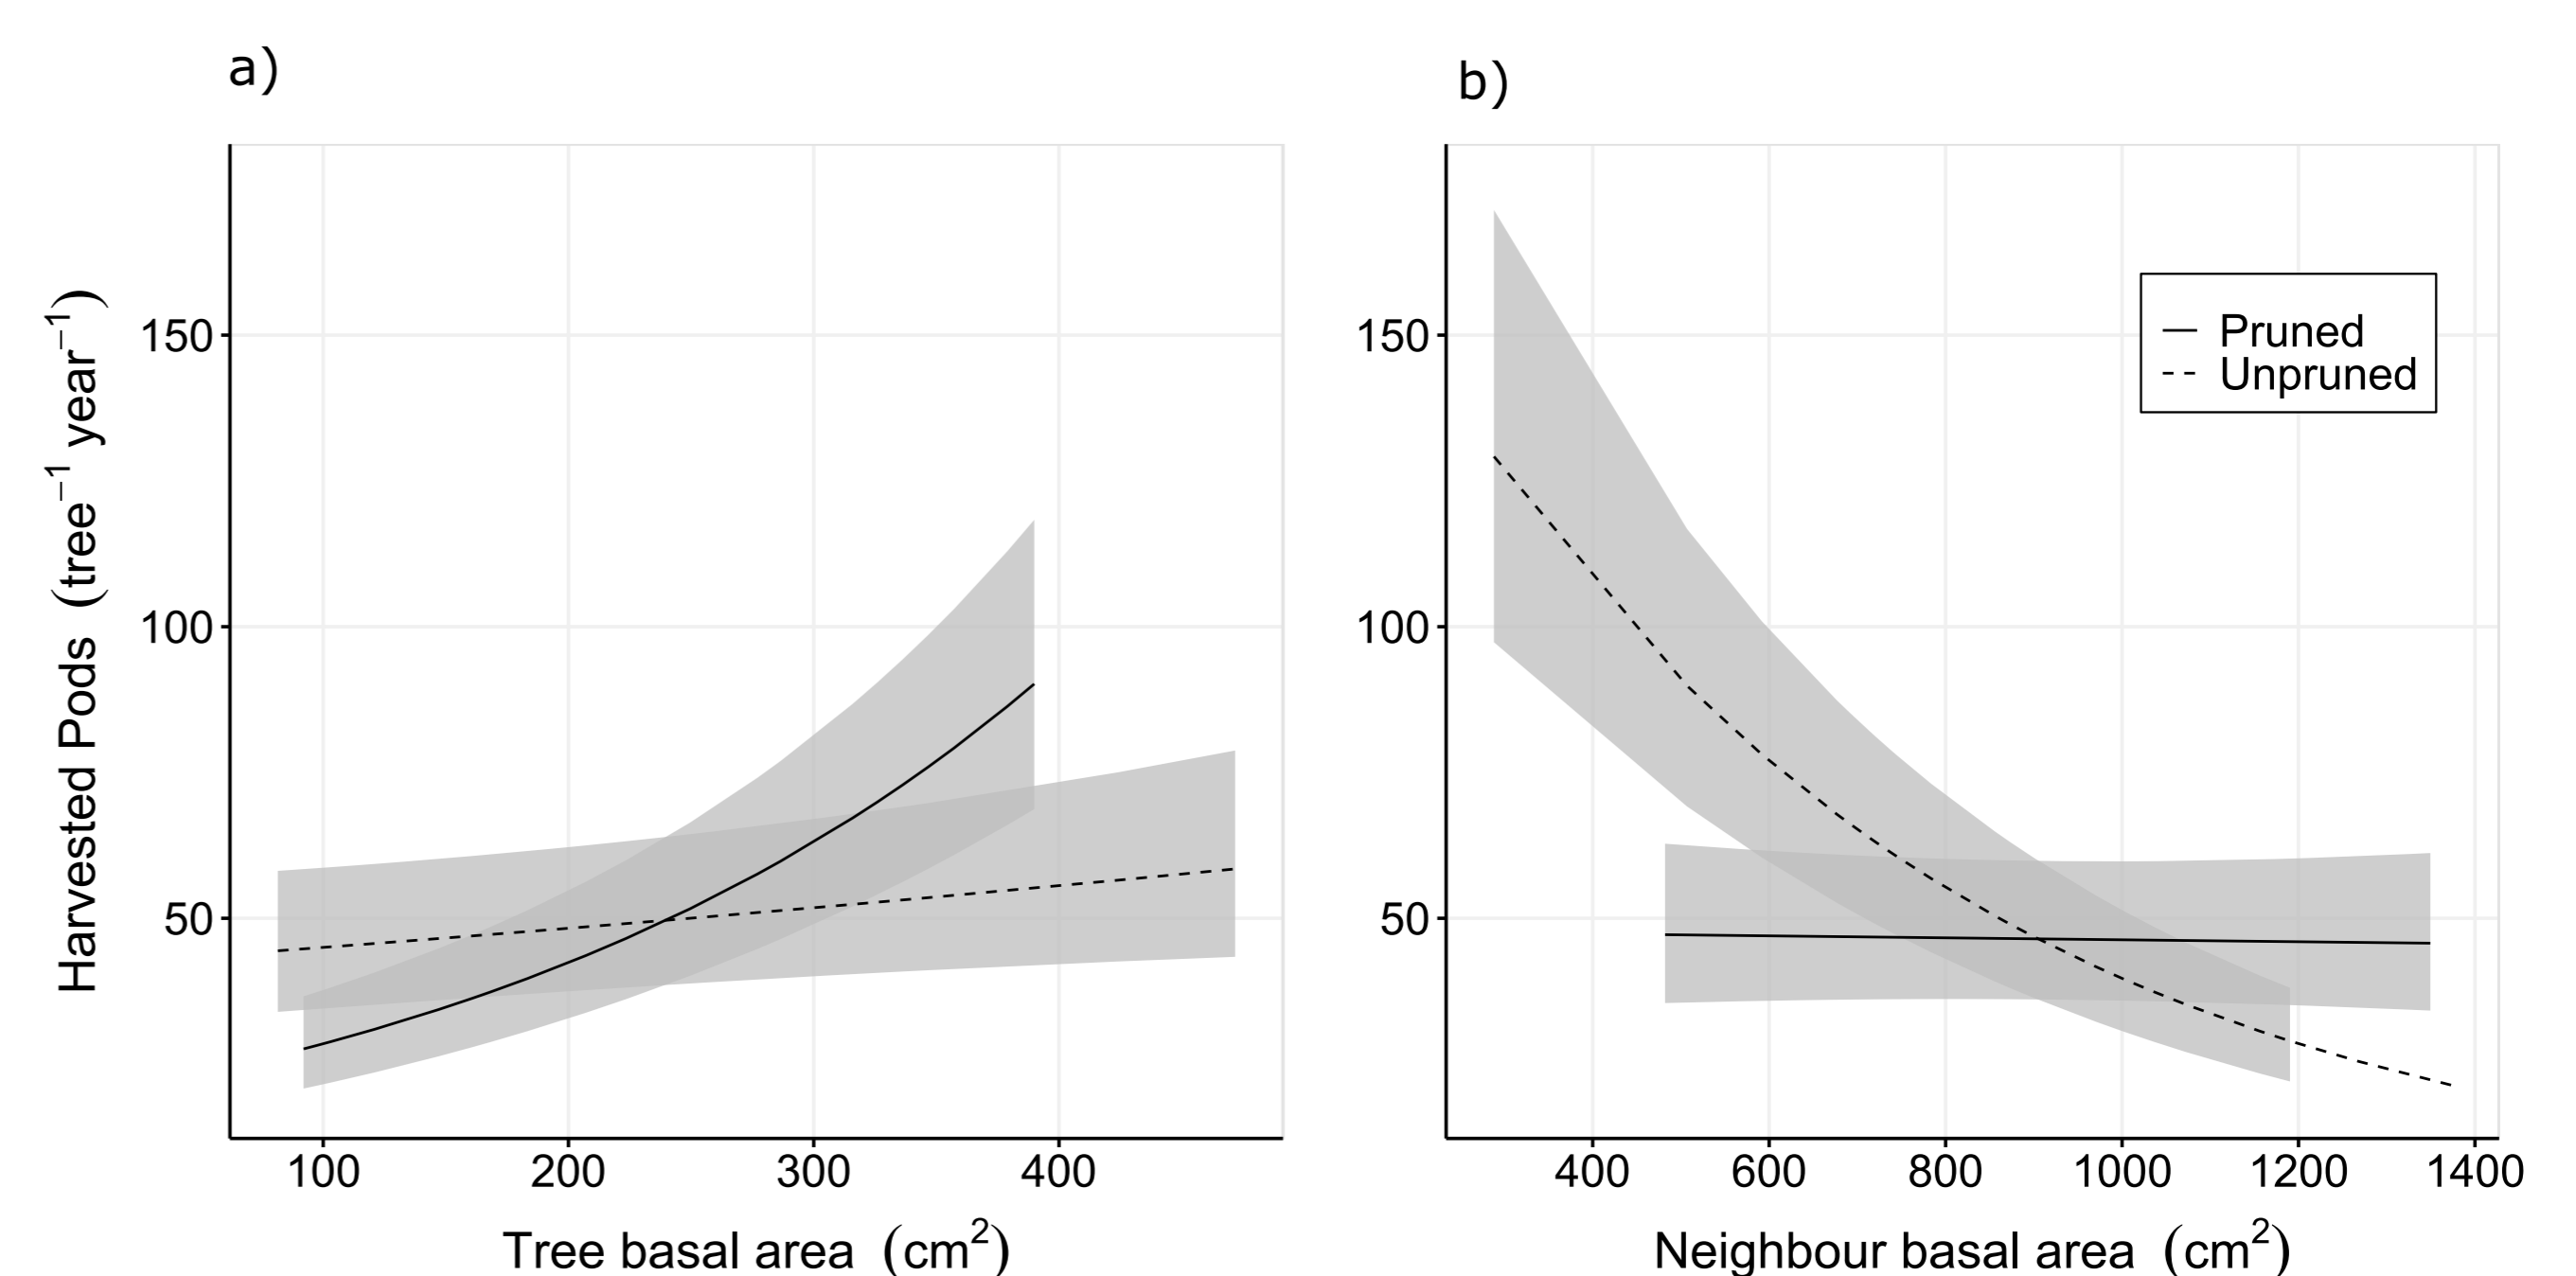 a)
b)
Harvested Pods (tree⁻¹ year⁻¹)
150
100
50
100 200 300 400
Tree basal area (cm²)
150
100
50
Pruned
Unpruned
400 600 800 1000 1200 1400
Neighbour basal area (cm²)